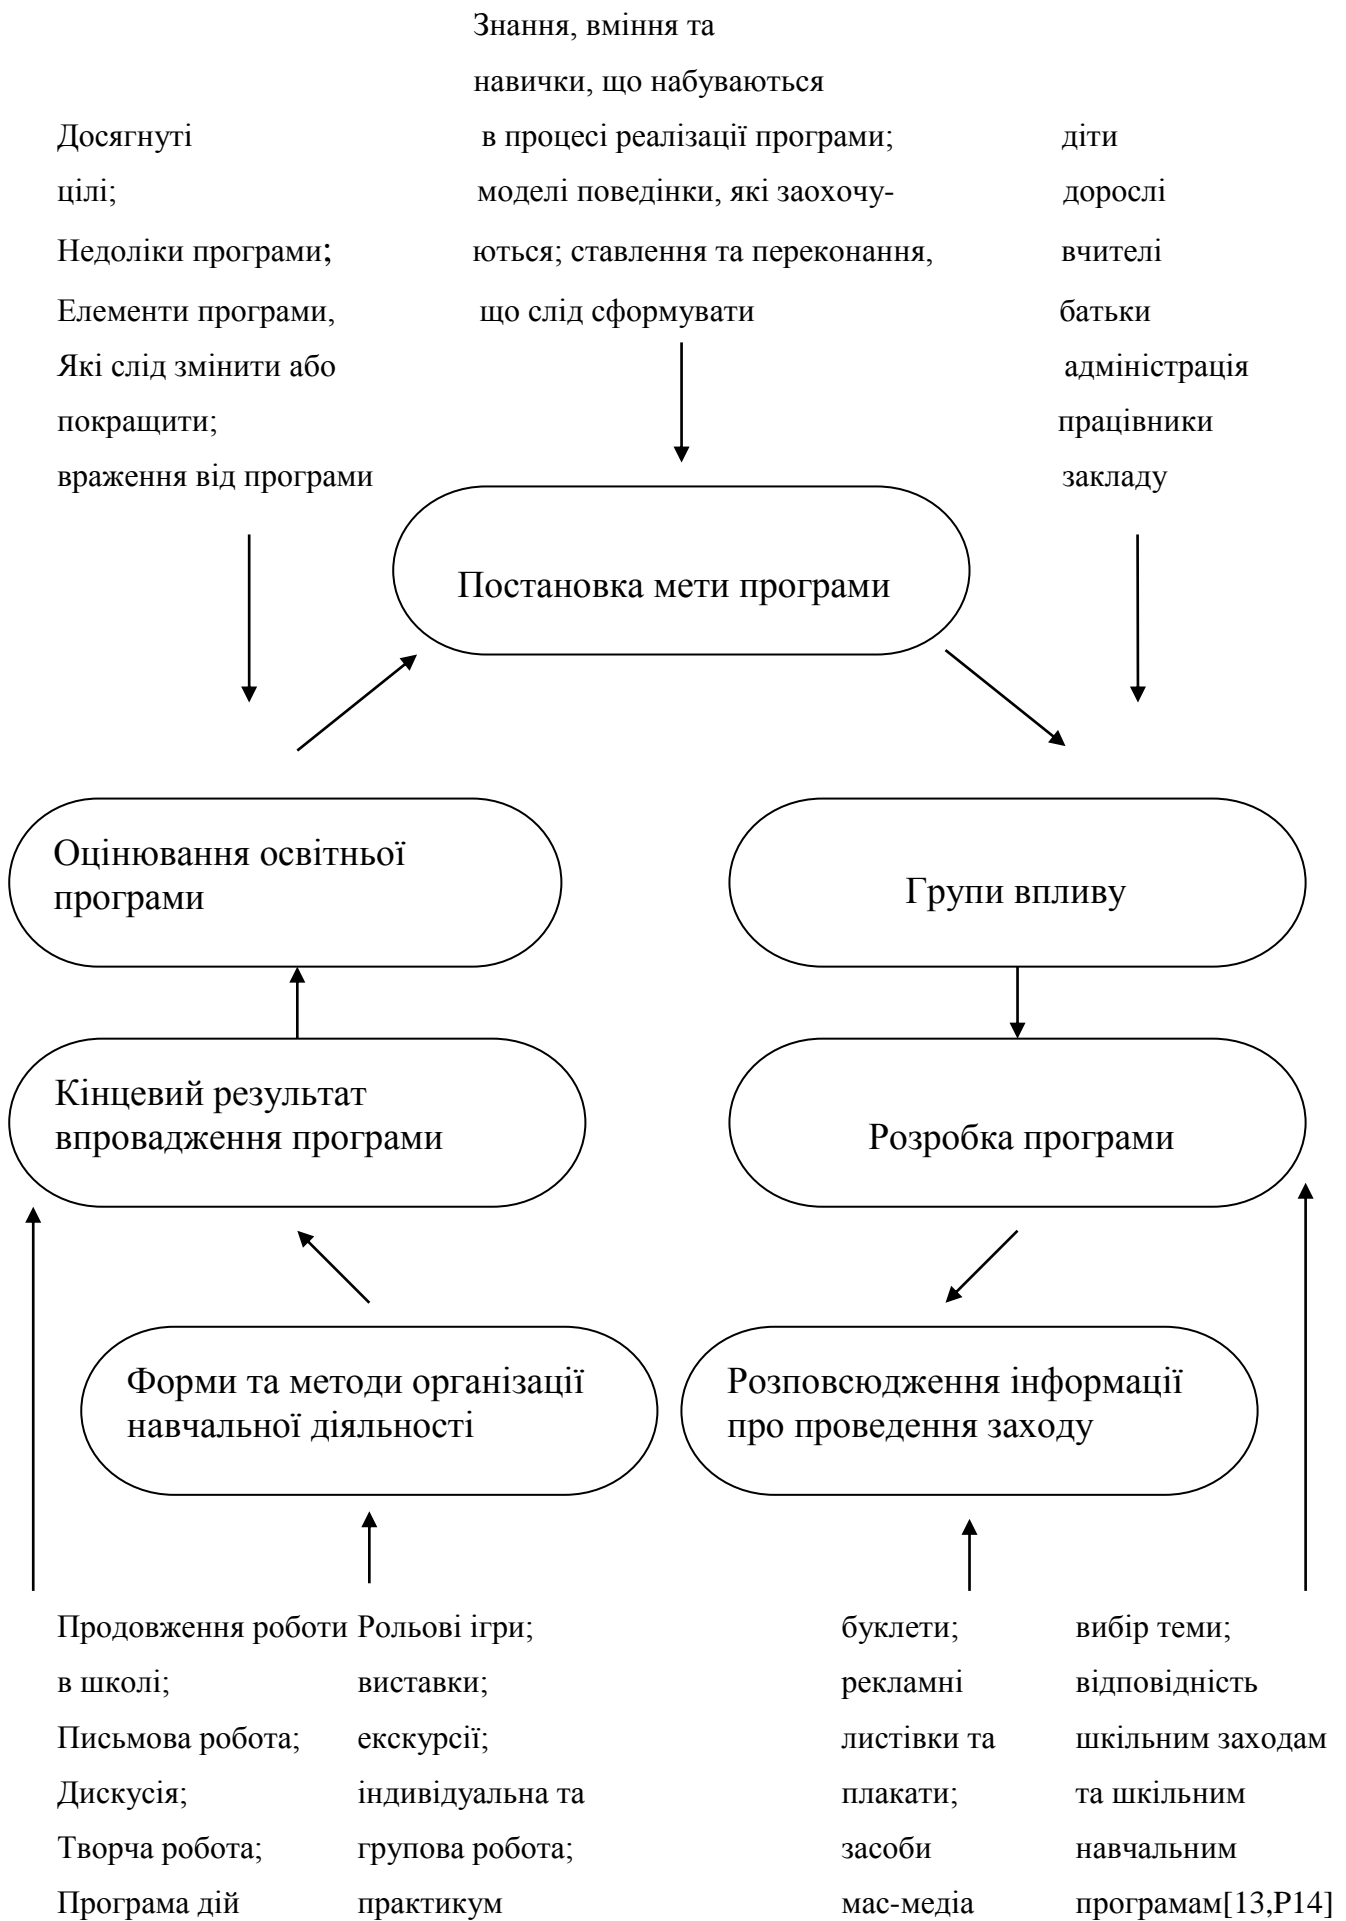 Знання, вміння та
навички, що набуваються
в процесі реалізації програми;
моделі поведінки, які заохочу-
ються; ставлення та переконання,
що слід сформувати
Досягнуті
цілі;
Недоліки програми;
Елементи програми,
Які слід змінити або
покращити;
враження від програми
діти
дорослі
вчителі
батьки
адміністрація
працівники
закладу
Постановка мети програми
Оцінювання освітньої
програми
Групи впливу
Кінцевий результат
впровадження програми
Розробка програми
Форми та методи організації
навчальної діяльності
Розповсюдження інформації
про проведення заходу
Продовження роботи
в школі;
Письмова робота;
Дискусія;
Творча робота;
Програма дій
Рольові ігри;
виставки;
екскурсії;
індивідуальна та
групова робота;
практикум
буклети;
рекламні
листівки та
плакати;
засоби
мас-медіа
вибір теми;
відповідність
шкільним заходам
та шкільним
навчальним
програмам[13,Р14]